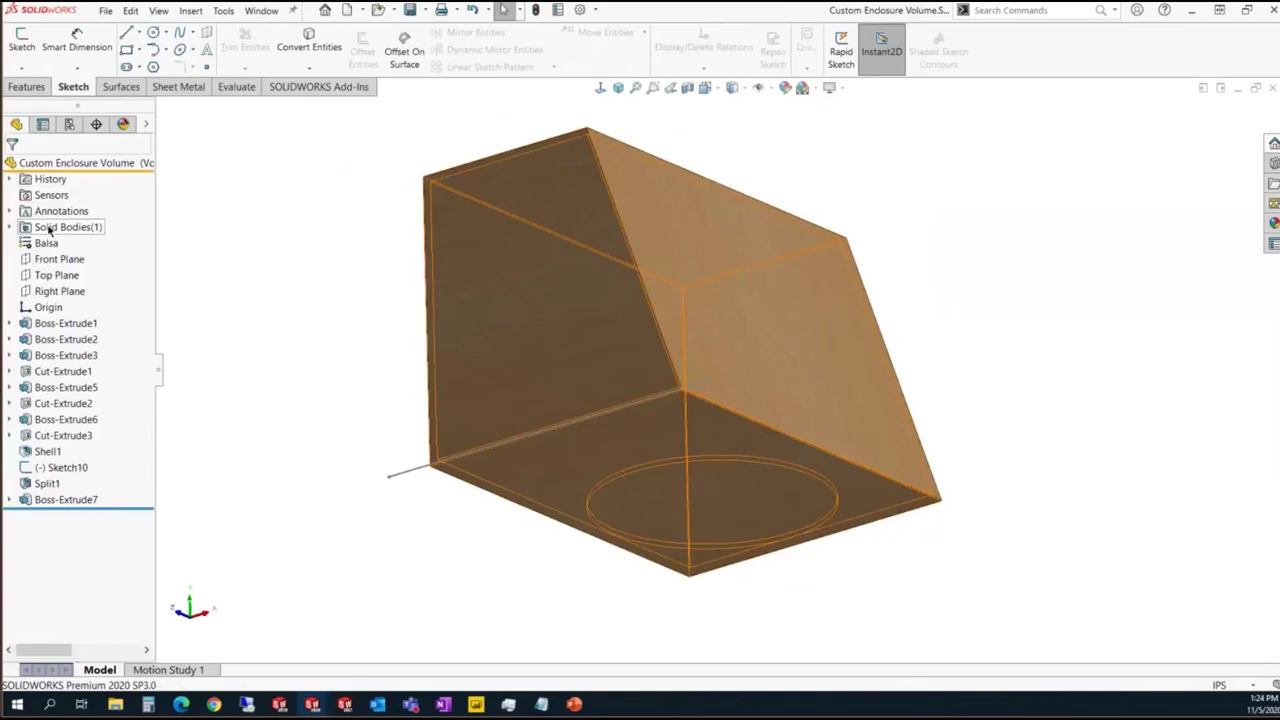 SOLIDWORKS File Edit View Insert Tools Window Custom Enclosure Volume.S... Search Commands
Sketch Smart Dimension Trim Entities Convert Entities Offset Entities Offset On Surface Mirror Entities Move Entities Display/Delete Relations Repair Sketch Qui... Rapid Sketch Instant2D Shaded Sketch Contours
Dynamic Mirror Entities
Linear Sketch Pattern
Features Sketch Surfaces Sheet Metal Evaluate SOLIDWORKS Add-Ins
Custom Enclosure Volume (Vo
History
Sensors
Annotations
Solid Bodies(1)
Balsa
Front Plane
Top Plane
Right Plane
Origin
Boss-Extrude1
Boss-Extrude2
Boss-Extrude3
Cut-Extrude1
Boss-Extrude5
Cut-Extrude2
Boss-Extrude6
Cut-Extrude3
Shell1
(-) Sketch10
Split1
Boss-Extrude7
Y
Z X
Model Motion Study 1
SOLIDWORKS Premium 2020 SP3.0 IPS
1:24 PM
11/5/202